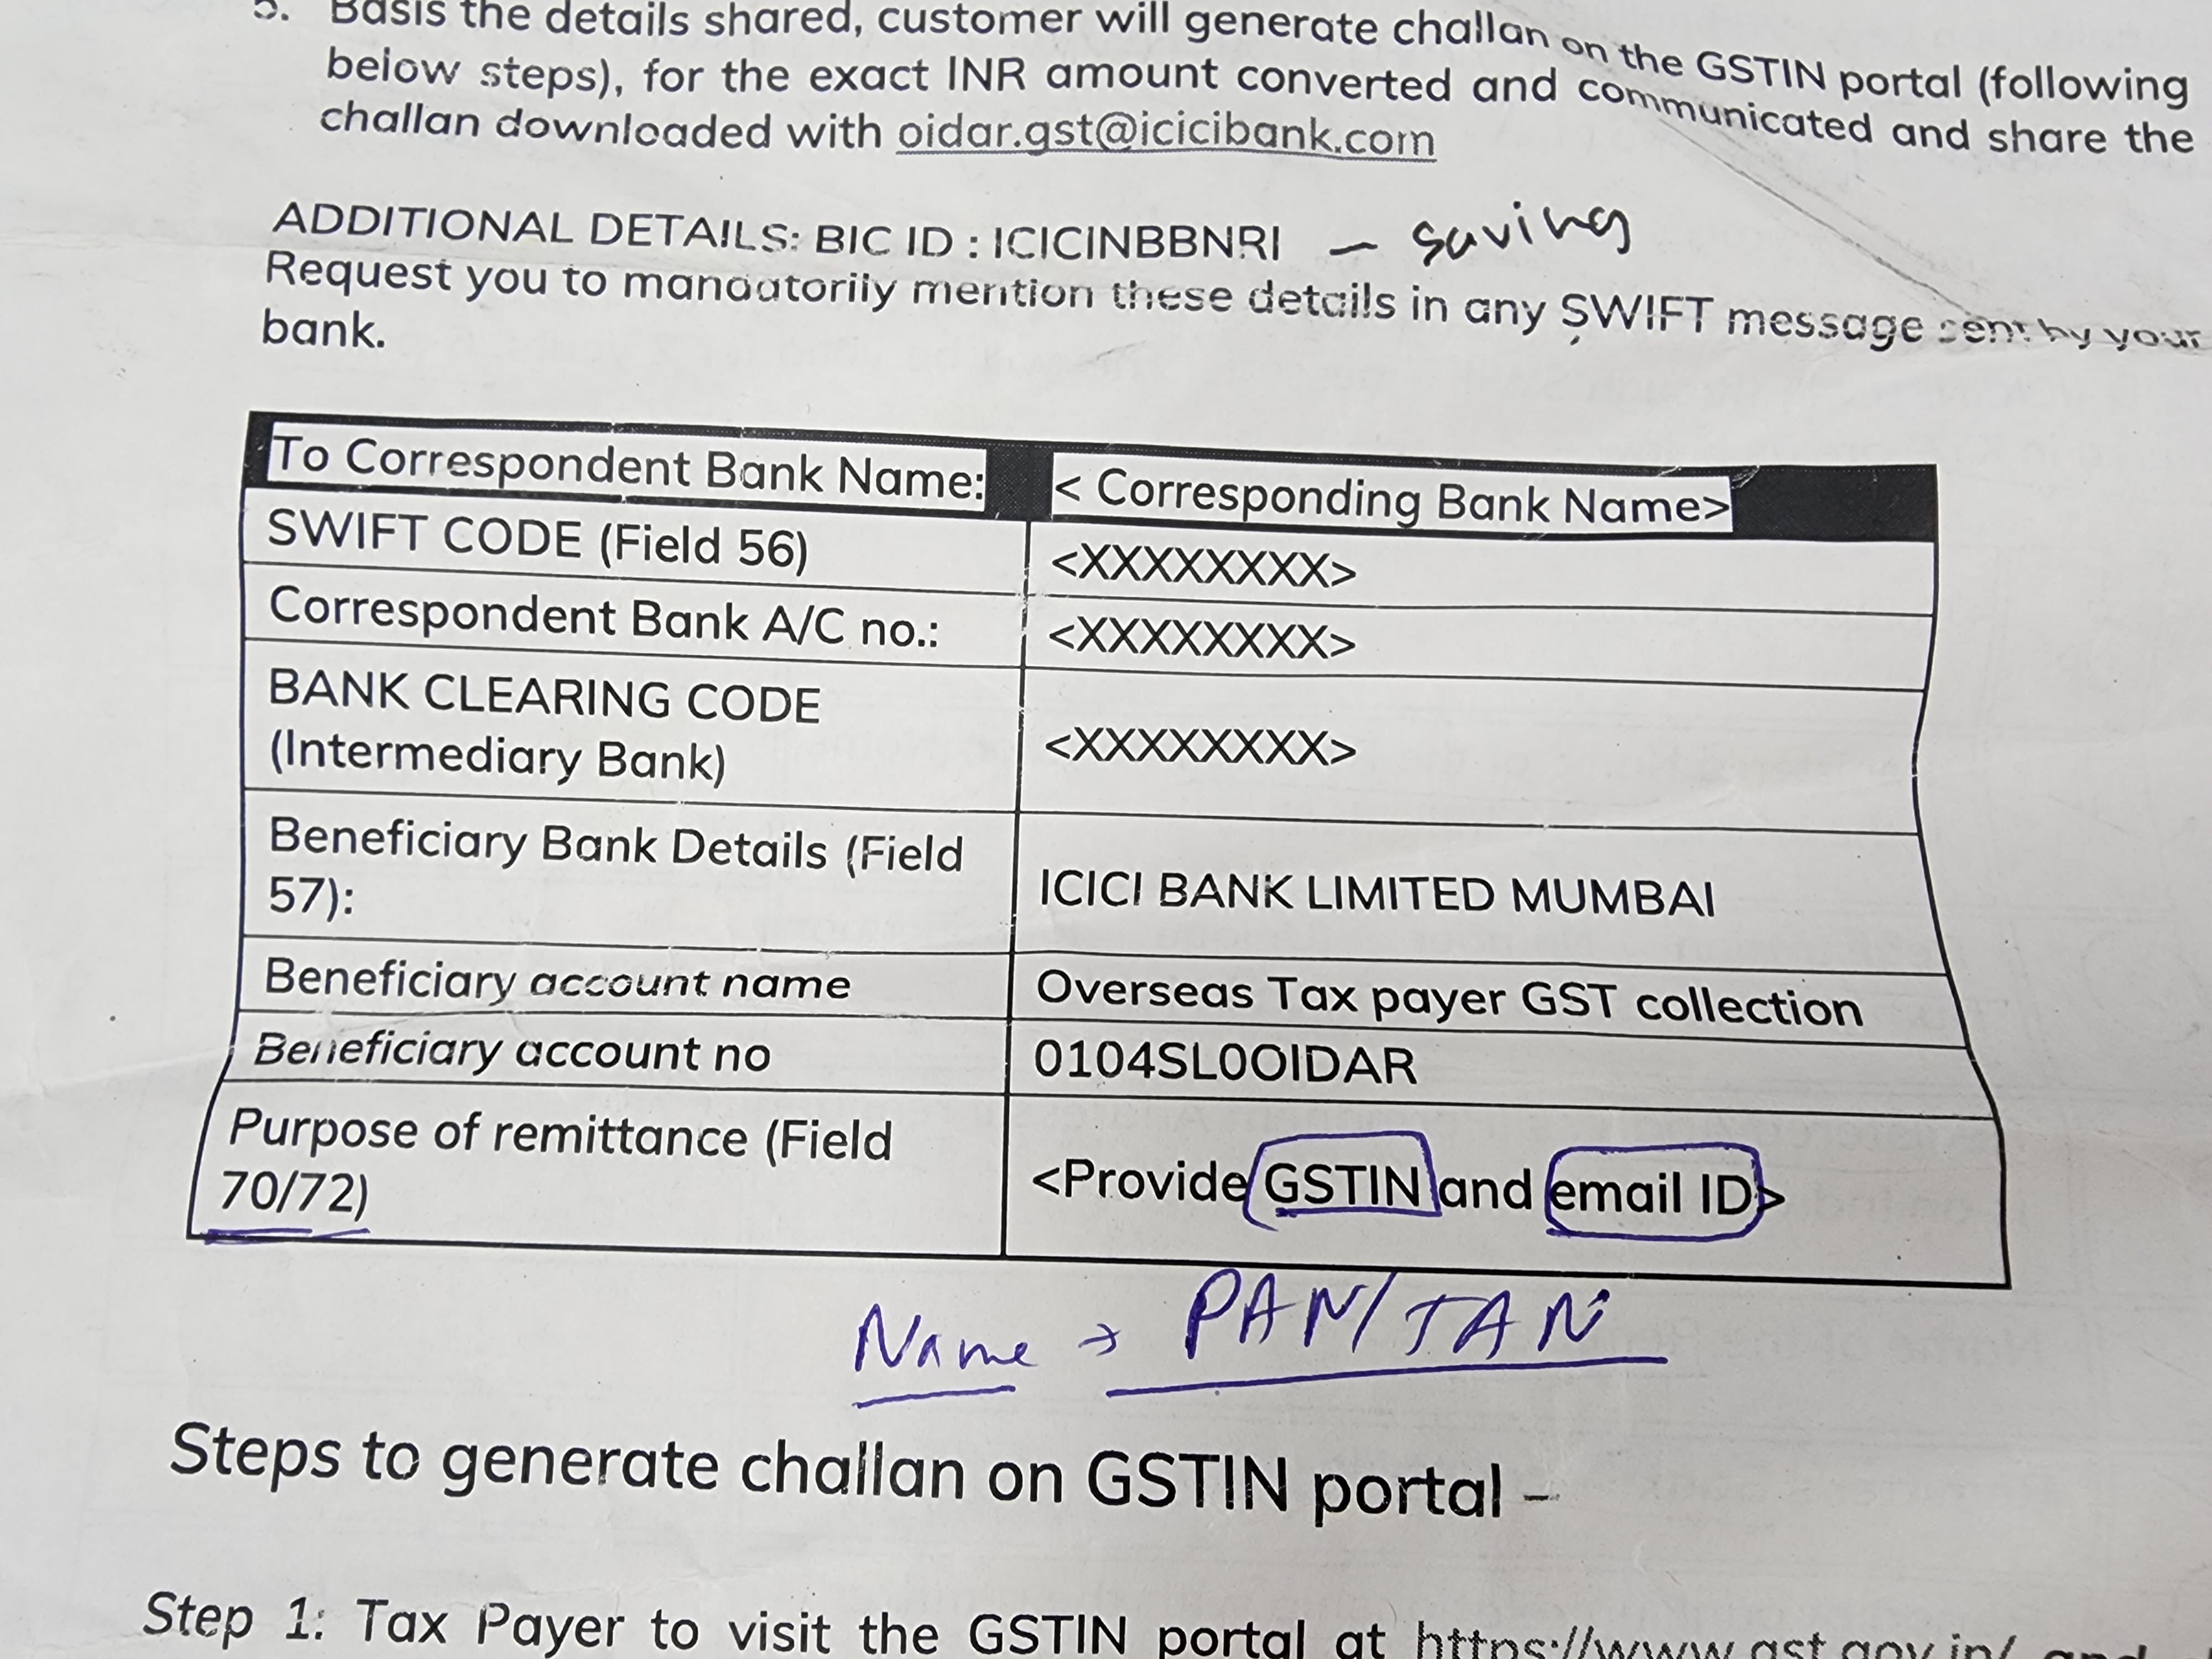 5. Basis the details shared, customer will generate challan on the GSTIN portal (following
below steps), for the exact INR amount converted and communicated and share the
challan downloaded with oidar.gst@icicibank.com
ADDITIONAL DETAILS: BIC ID : ICICINBBNRI – saving
Request you to mandatorily mention these details in any SWIFT message sent by your
bank.
To Correspondent Bank Name: < Corresponding Bank Name>
SWIFT CODE (Field 56) <XXXXXXXX>
Correspondent Bank A/C no.: <XXXXXXXX>
BANK CLEARING CODE
(Intermediary Bank) <XXXXXXXX>
Beneficiary Bank Details (Field
57): ICICI BANK LIMITED MUMBAI
Beneficiary account name Overseas Tax payer GST collection
Beneficiary account no 0104SL0OIDAR
Purpose of remittance (Field
70/72) <Provide GSTIN and email ID>
Name → PAN/TAN
Steps to generate challan on GSTIN portal –
Step 1: Tax Payer to visit the GSTIN portal at https://www.gst.gov.in/ and